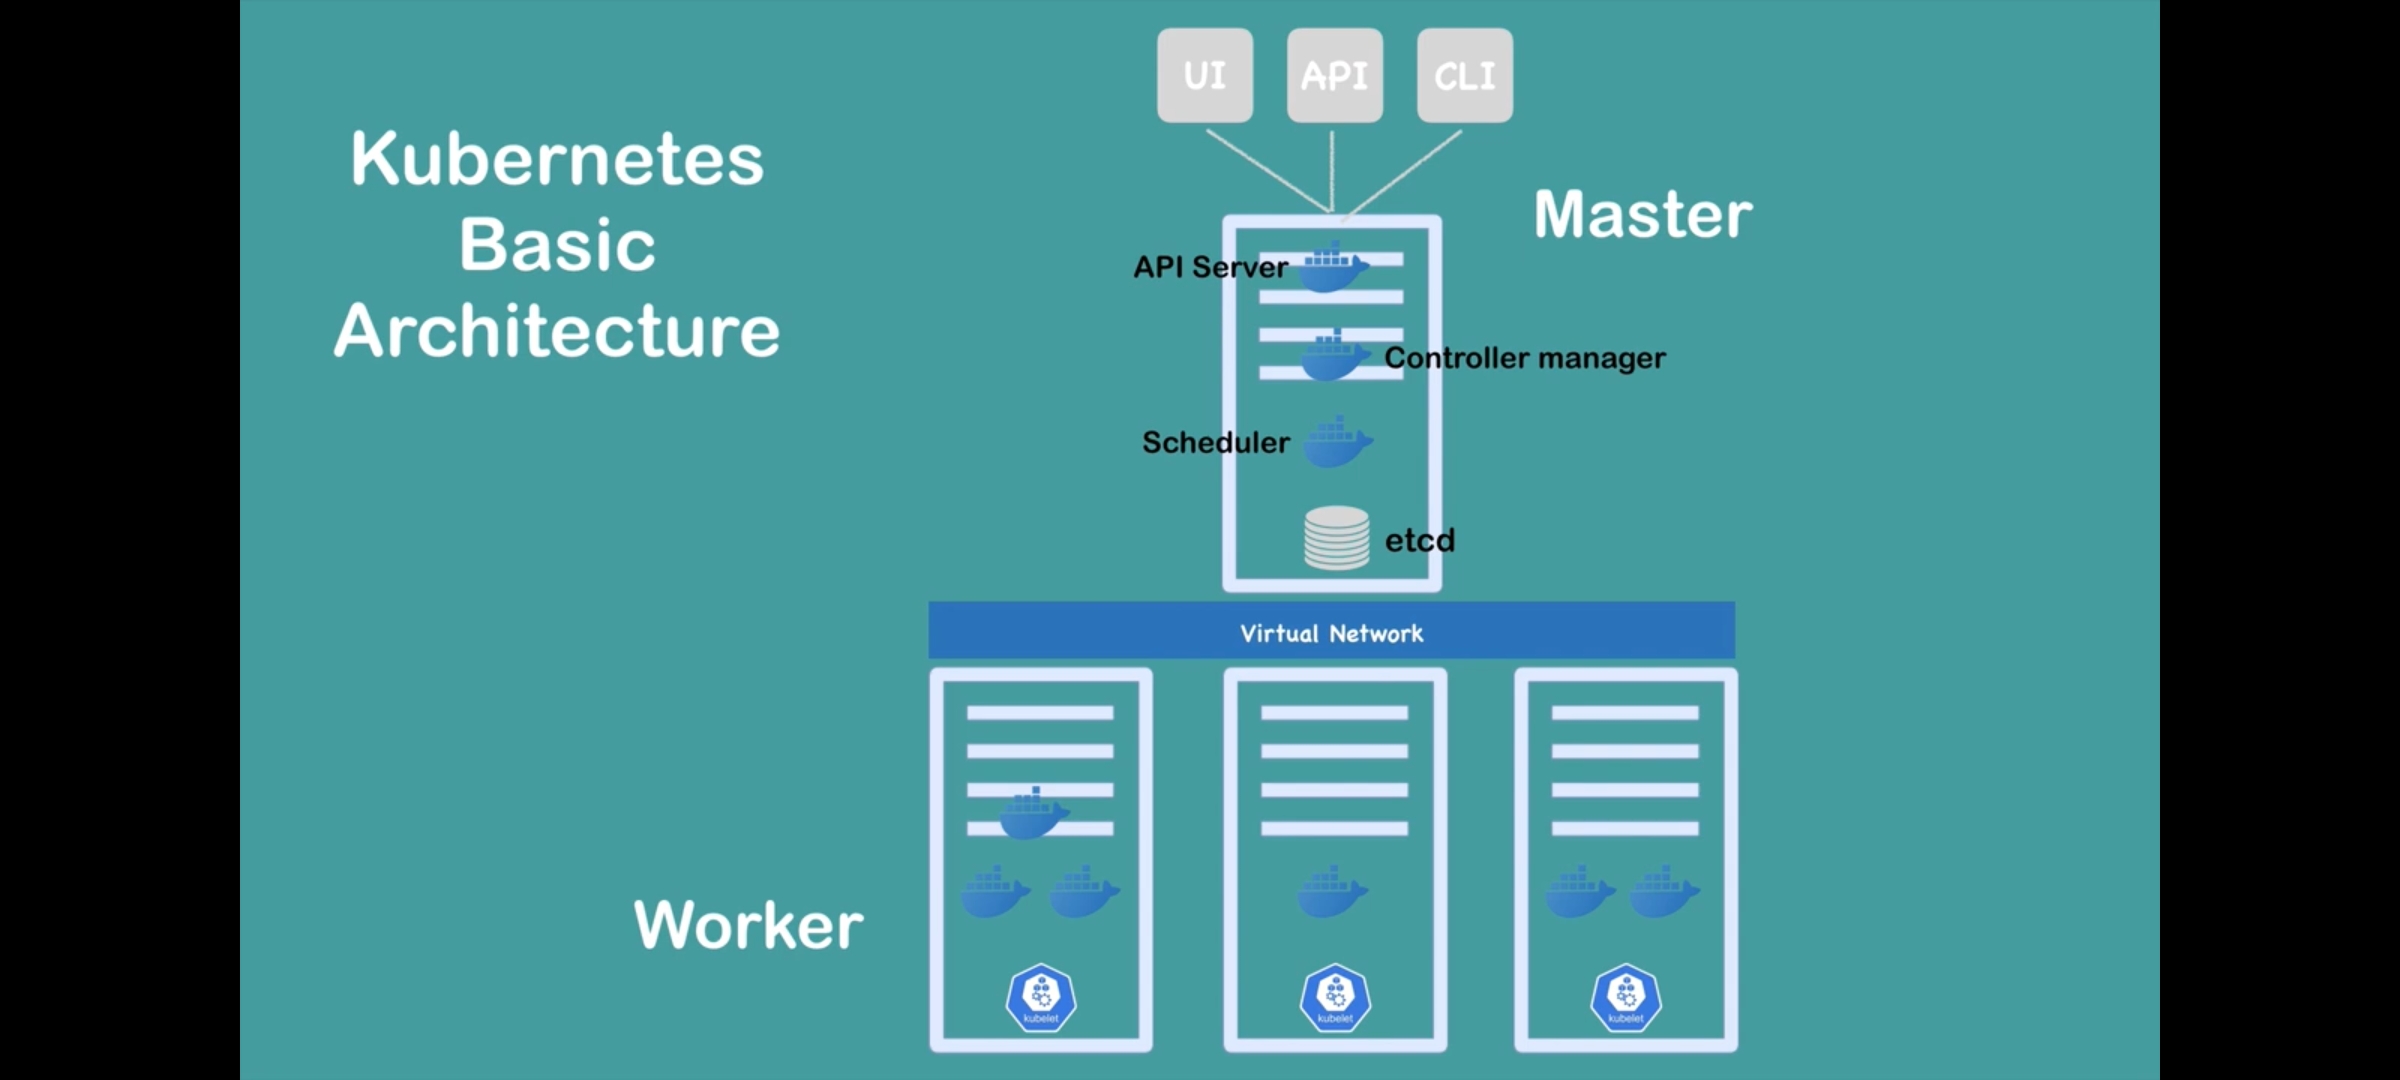 UI
API
CLI
Kubernetes
Basic
Architecture
Master
API Server
Controller manager
Scheduler
etcd
Virtual Network
Worker
kubelet
kubelet
kubelet